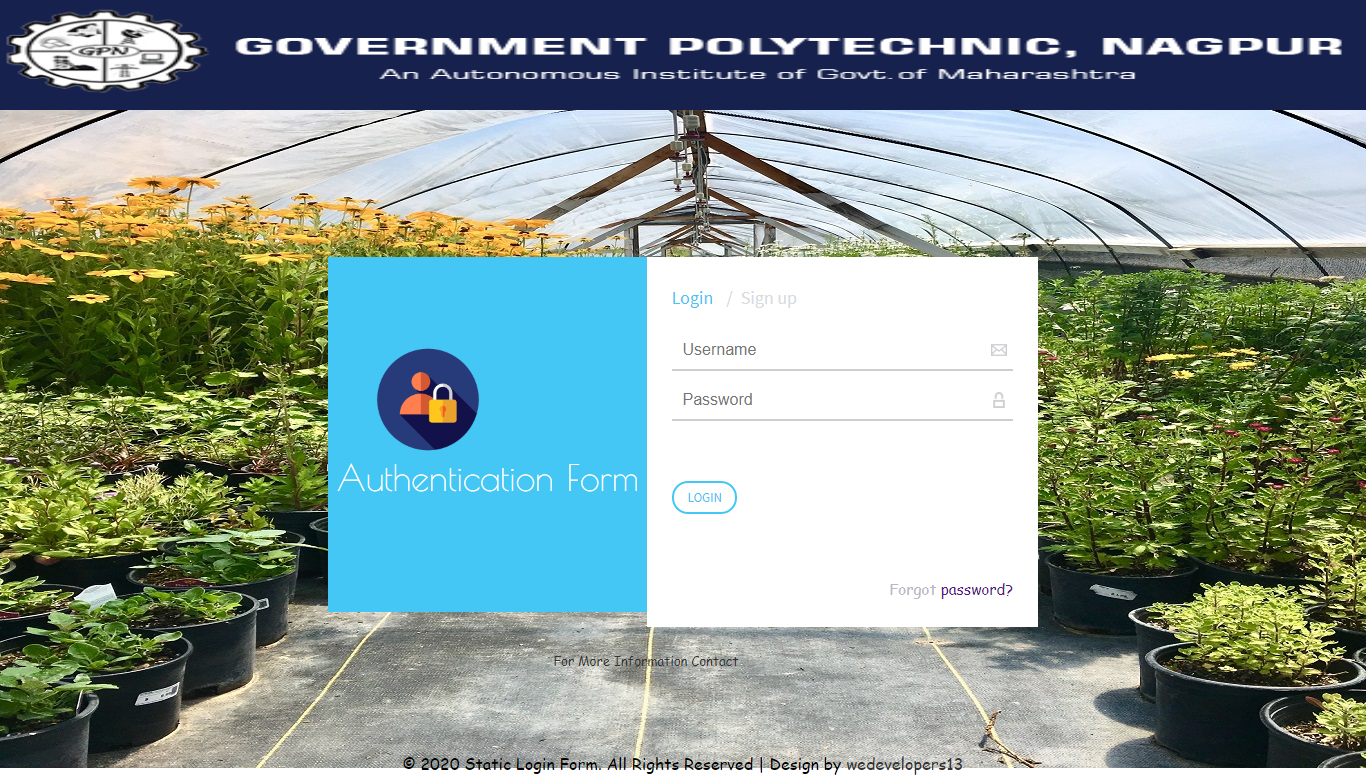 GPN
GOVERNMENT POLYTECHNIC, NAGPUR
An Autonomous Institute of Govt. of Maharashtra
Login / Sign up
Username
Password
Authentication Form
LOGIN
Forgot password?
For More Information Contact
© 2020 Static Login Form. All Rights Reserved | Design by wedevelopers13